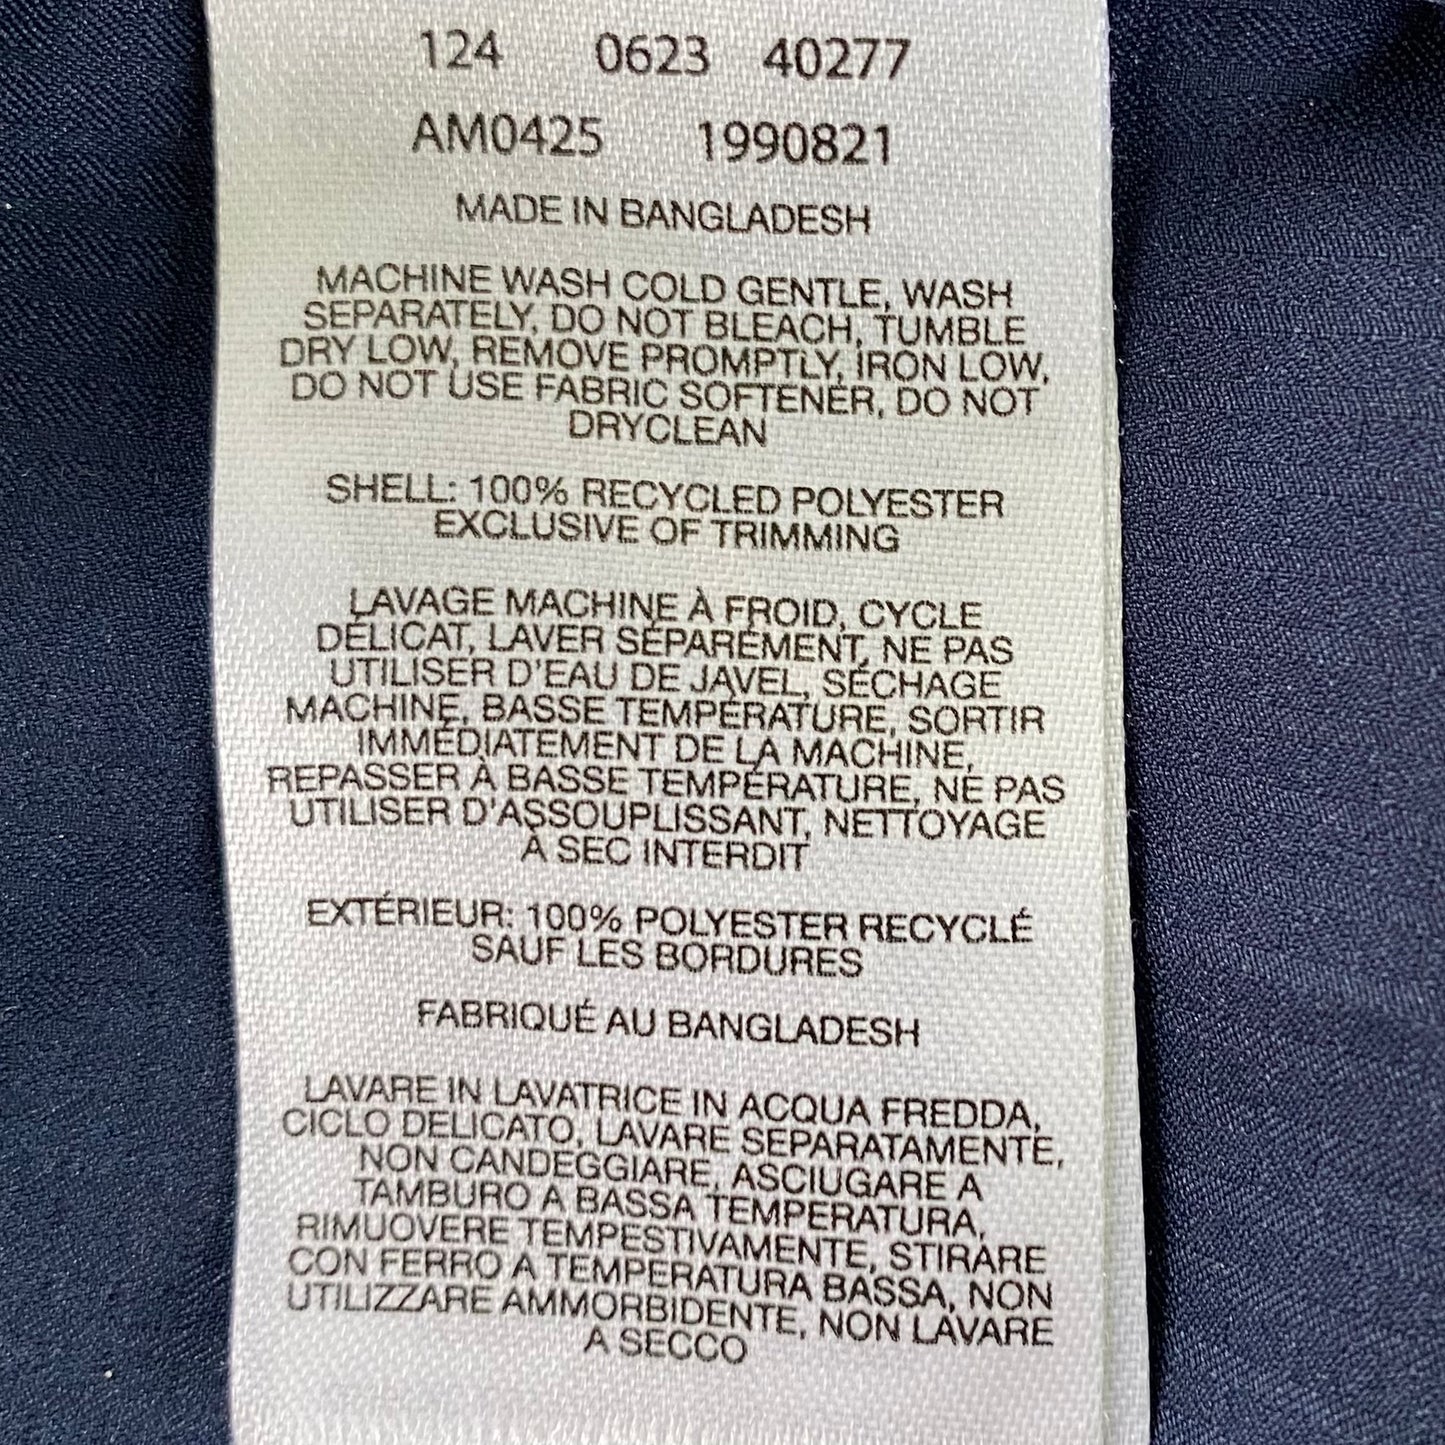 124 0623 40277
AM0425 1990821
MADE IN BANGLADESH
MACHINE WASH COLD GENTLE, WASH
SEPARATELY, DO NOT BLEACH, TUMBLE
DRY LOW, REMOVE PROMPTLY, IRON LOW,
DO NOT USE FABRIC SOFTENER, DO NOT
DRYCLEAN
SHELL: 100% RECYCLED POLYESTER
EXCLUSIVE OF TRIMMING
LAVAGE MACHINE À FROID, CYCLE
DÉLICAT, LAVER SÉPARÉMENT, NE PAS
UTILISER D'EAU DE JAVEL, SÉCHAGE
MACHINE, BASSE TEMPÉRATURE, SORTIR
IMMÉDIATEMENT DE LA MACHINE,
REPASSER À BASSE TEMPÉRATURE, NE PAS
UTILISER D'ASSOUPLISSANT, NETTOYAGE
À SEC INTERDIT
EXTÉRIEUR: 100% POLYESTER RECYCLÉ
SAUF LES BORDURES
FABRIQUÉ AU BANGLADESH
LAVARE IN LAVATRICE IN ACQUA FREDDA,
CICLO DELICATO, LAVARE SEPARATAMENTE,
NON CANDEGGIARE, ASCIUGARE A
TAMBURO A BASSA TEMPERATURA,
RIMUOVERE TEMPESTIVAMENTE, STIRARE
CON FERRO A TEMPERATURA BASSA, NON
UTILIZZARE AMMORBIDENTE, NON LAVARE
A SECCO